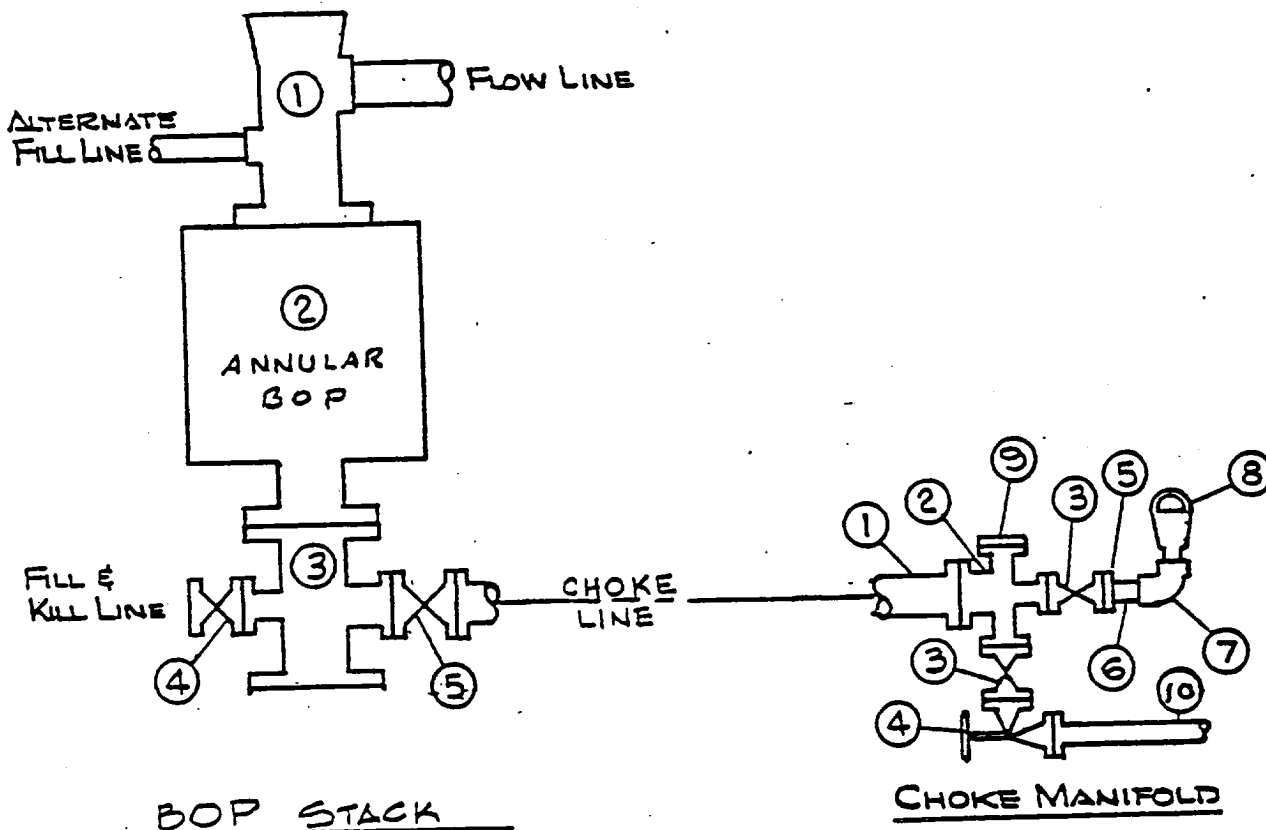 1
FLOW LINE
ALTERNATE
FILL LINE
2
ANNULAR
BOP
3
FILL &
KILL LINE
4
5
CHOKE
LINE
1
2
9
3
5
8
6
7
3
4
10
BOP STACK
CHOKE MANIFOLD